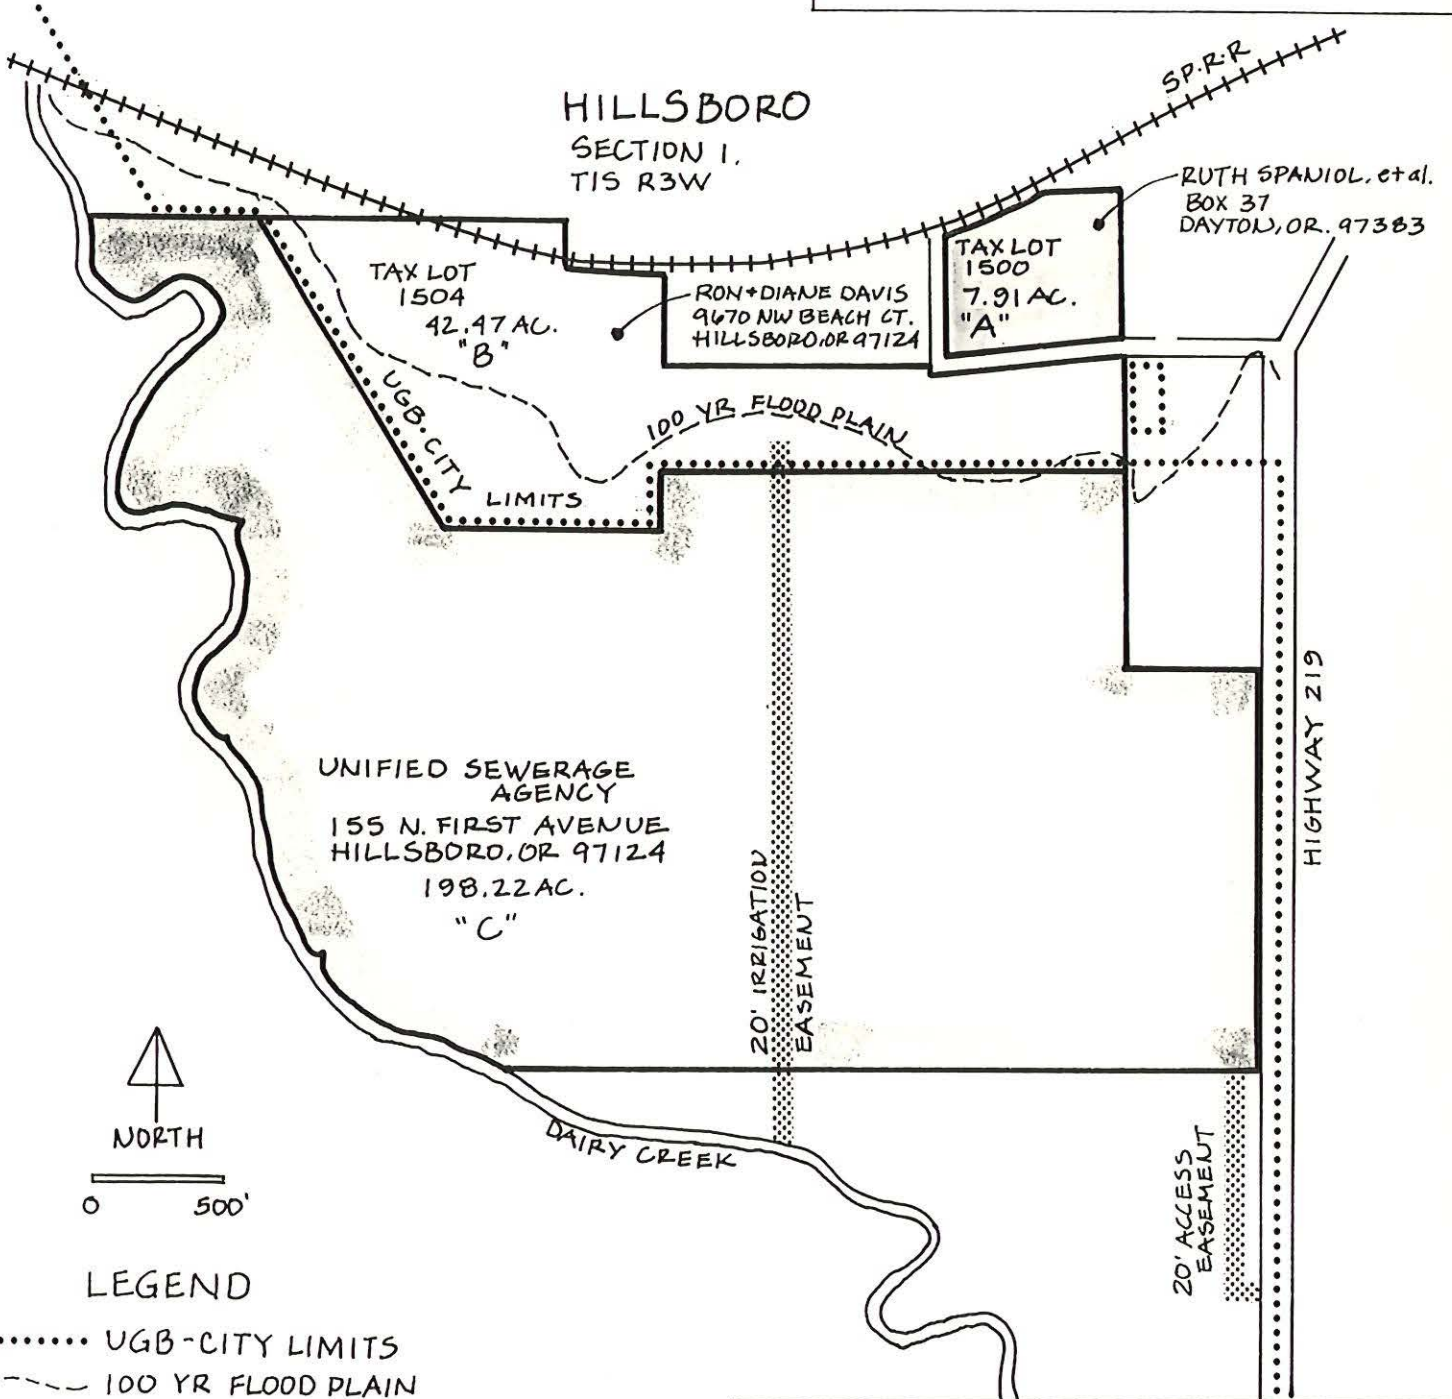 HILLSBORO
SECTION 1.
T1S R3W
S.P.R.R
RUTH SPANIOL, et al.
BOX 37
DAYTON, OR. 97383
TAX LOT
1500
7.91 AC.
"A"
TAX LOT
1504
42.47 AC.
"B"
RON + DIANE DAVIS
9670 NW BEACH CT.
HILLSBORO, OR 97124
UGB-CITY LIMITS
100 YR FLOOD PLAIN
UNIFIED SEWERAGE
AGENCY
155 N. FIRST AVENUE
HILLSBORO, OR 97124
198.22 AC.
"C"
20' IRRIGATION
EASEMENT
HIGHWAY 219
NORTH
0 500'
DAIRY CREEK
20' ACCESS
EASEMENT
LEGEND
UGB-CITY LIMITS
100 YR FLOOD PLAIN